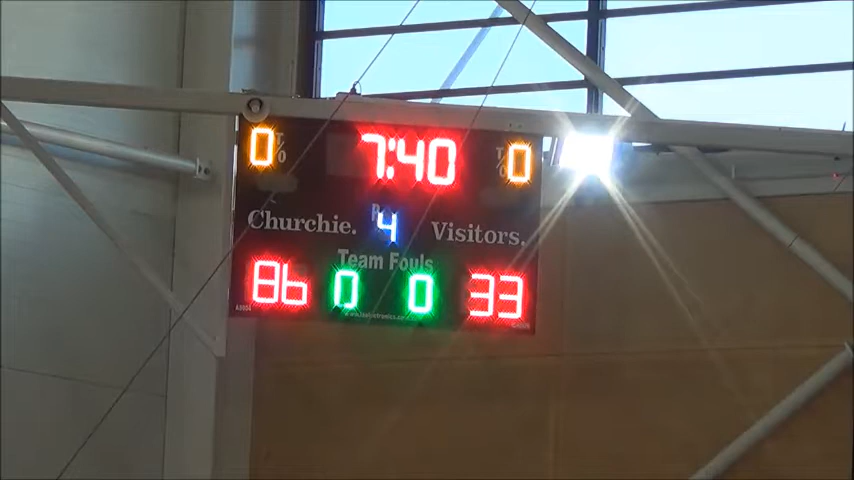 0 T/O 7:40 T/O 0
P
Churchie. 4 Visitors.
Team Fouls
86 0 0 33